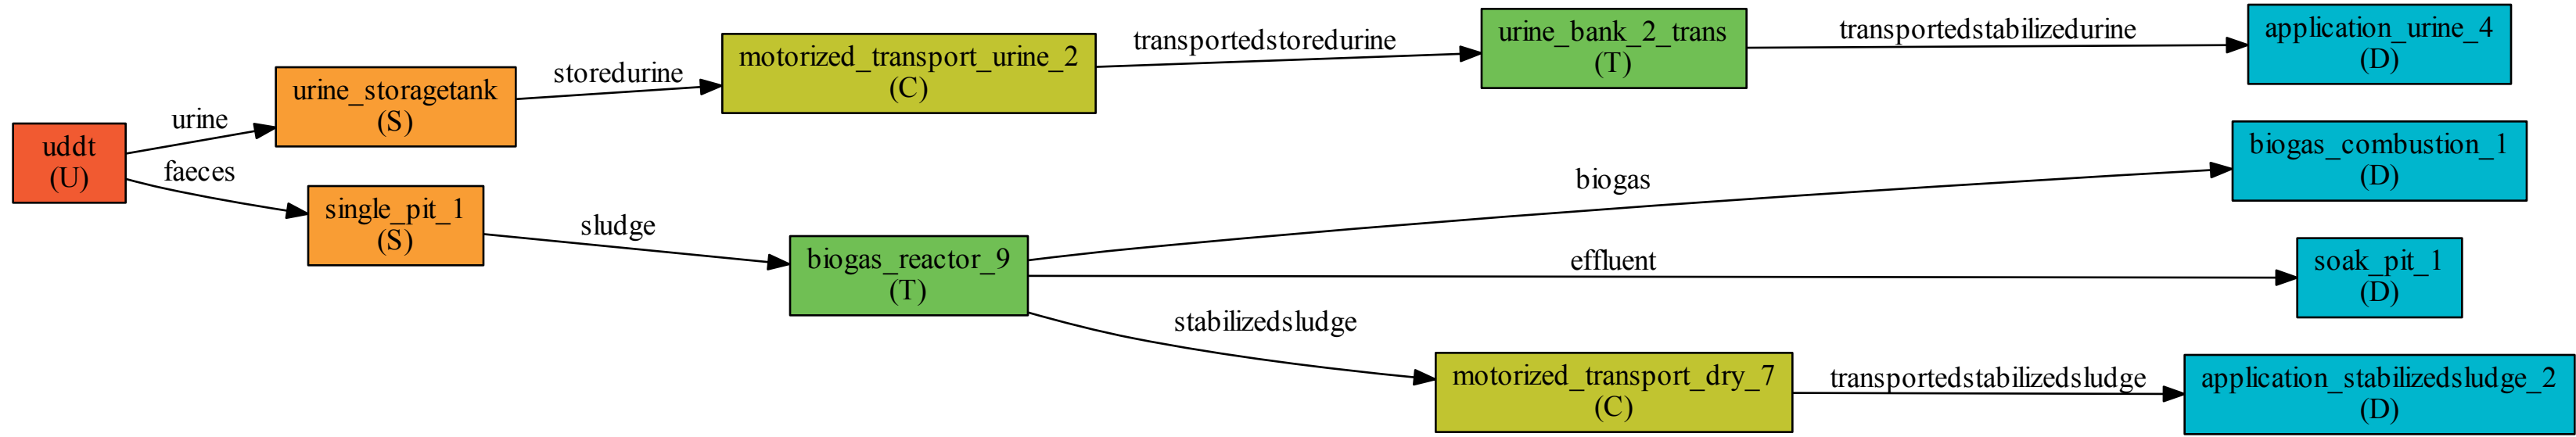 uddt
(U)
urine
faeces
urine_storagetank
(S)
single_pit_1
(S)
storedurine
sludge
motorized_transport_urine_2
(C)
biogas_reactor_9
(T)
transportedstoredurine
biogas
effluent
stabilizedsludge
urine_bank_2_trans
(T)
motorized_transport_dry_7
(C)
transportedstabilizedurine
transportedstabilizedsludge
application_urine_4
(D)
biogas_combustion_1
(D)
soak_pit_1
(D)
application_stabilizedsludge_2
(D)